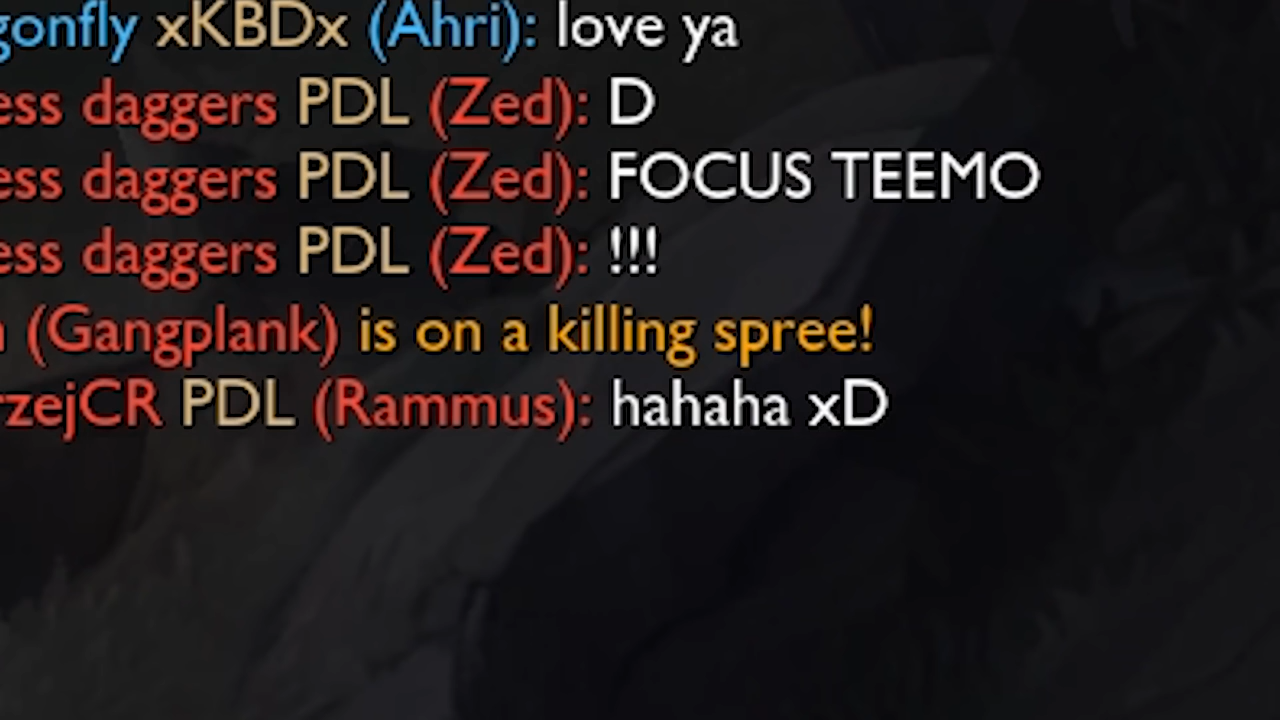 gonfly xKBDx (Ahri): love ya
ess daggers PDL (Zed): D
ess daggers PDL (Zed): FOCUS TEEMO
ess daggers PDL (Zed): !!!
(Gangplank) is on a killing spree!
rzejCR PDL (Rammus): hahaha xD